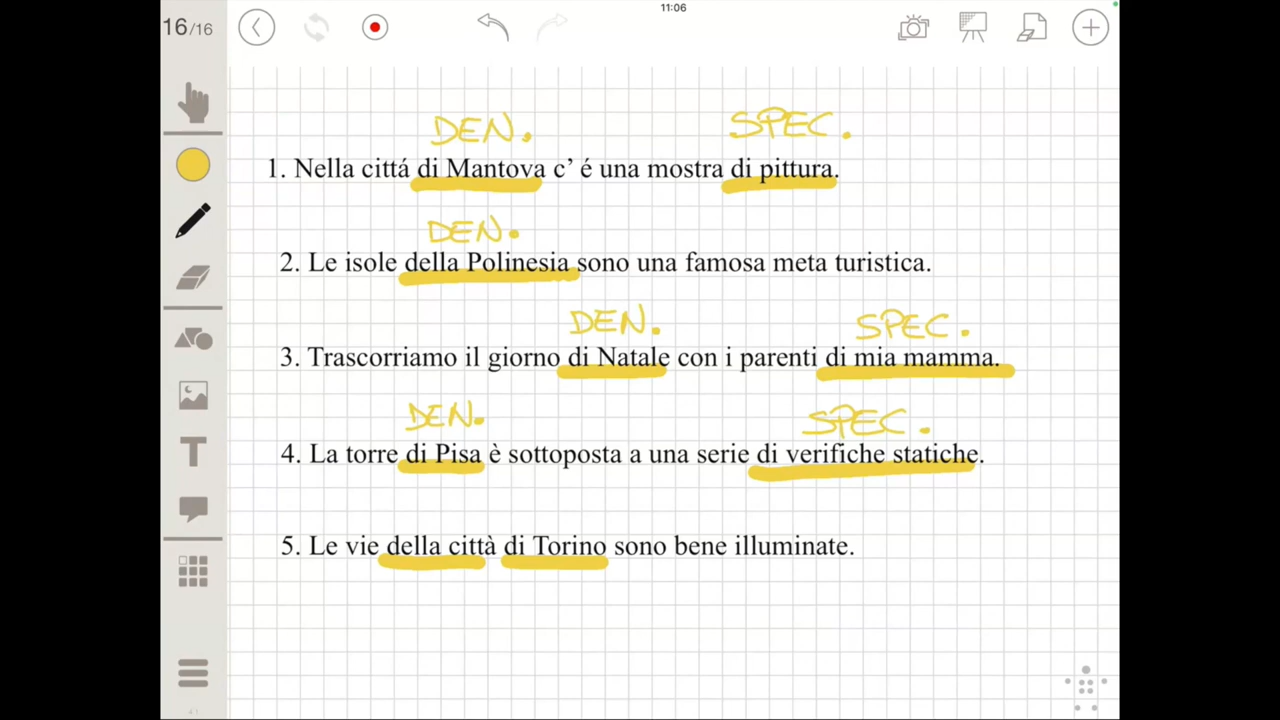 11:06
16/16
DEN. SPEC.
1. Nella cittá di Mantova c’ é una mostra di pittura.
DEN.
2. Le isole della Polinesia sono una famosa meta turistica.
DEN. SPEC.
3. Trascorriamo il giorno di Natale con i parenti di mia mamma.
DEN. SPEC.
4. La torre di Pisa è sottoposta a una serie di verifiche statiche.
5. Le vie della città di Torino sono bene illuminate.
T